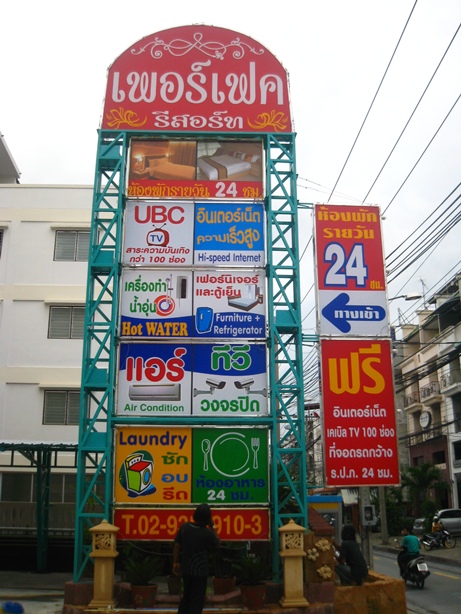 เพอร์เฟค
รีสอร์ท
ห้องพักรายวัน 24 ชม
UBC
TV
สาระความบันเทิง
กว่า 100 ช่อง
อินเตอร์เน็ต
ความเร็วสูง
Hi-speed Internet
เครื่องทำ
น้ำอุ่น
Hot WATER
เฟอร์นิเจอร์
และตู้เย็น
Furniture +
Refrigerator
แอร์
Air Condition
ทีวี
วงจรปิด
Laundry
ซัก
อบ
รีด
ห้องอาหาร
24 ชม.
ห้องพัก
รายวัน
24 ชม.
ทางเข้า
ฟรี
อินเตอร์เน็ต
เคเบิล TV 100 ช่อง
ที่จอดรถกว้าง
ร.ป.ภ. 24 ชม.